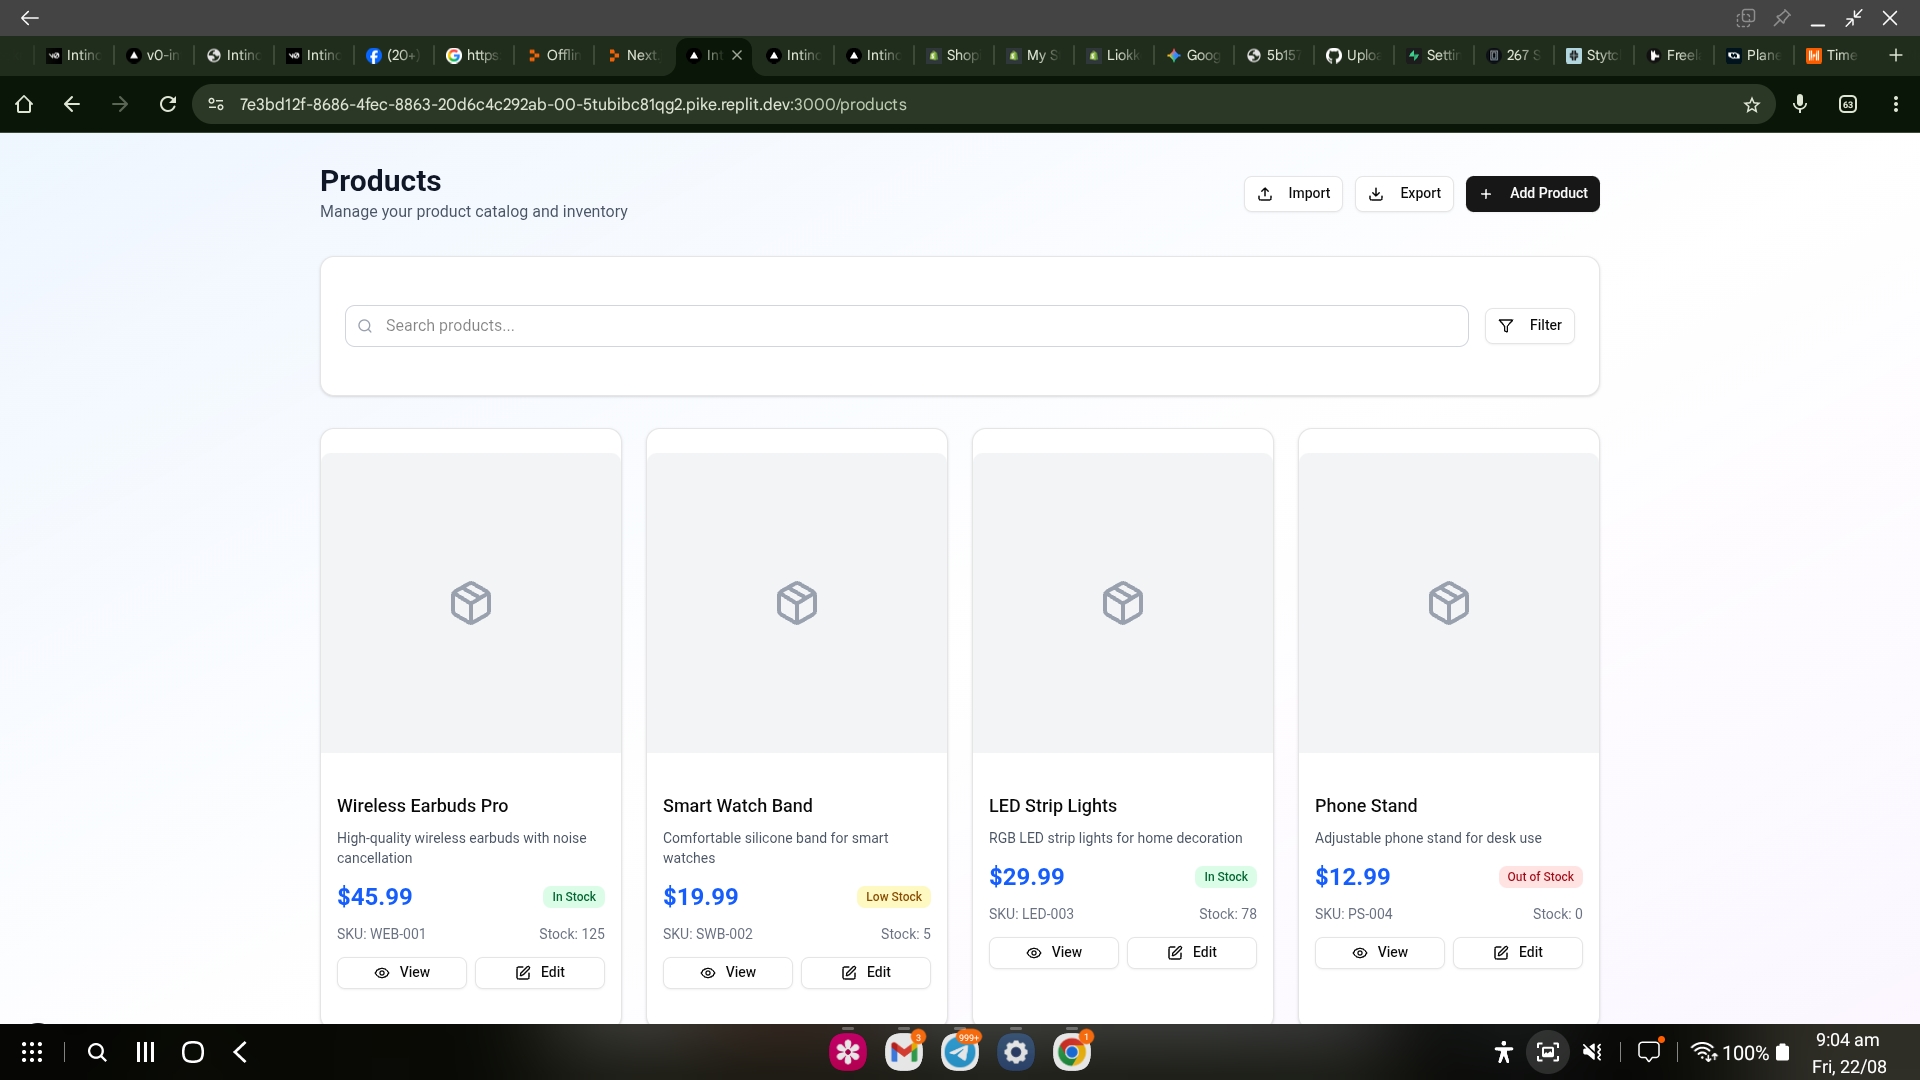 Intinc
v0-in
Intinc
Intinc
(20+)
https
Offlin
Next.
Int
Intinc
Intinc
Shop
My S
Liokk
Goog
5b157
Uploa
Settin
267 S
Stytc
Freel
Plane
Time
7e3bd12f-8686-4fec-8863-20d6c4c292ab-00-5tubibc81qg2.pike.replit.dev:3000/products
63
Products
Manage your product catalog and inventory
Import
Export
Add Product
Search products...
Filter
Wireless Earbuds Pro
High-quality wireless earbuds with noise
cancellation
$45.99
In Stock
SKU: WEB-001
Stock: 125
View
Edit
Smart Watch Band
Comfortable silicone band for smart
watches
$19.99
Low Stock
SKU: SWB-002
Stock: 5
View
Edit
LED Strip Lights
RGB LED strip lights for home decoration
$29.99
In Stock
SKU: LED-003
Stock: 78
View
Edit
Phone Stand
Adjustable phone stand for desk use
$12.99
Out of Stock
SKU: PS-004
Stock: 0
View
Edit
3
999+
1
100%
9:04 am
Fri, 22/08